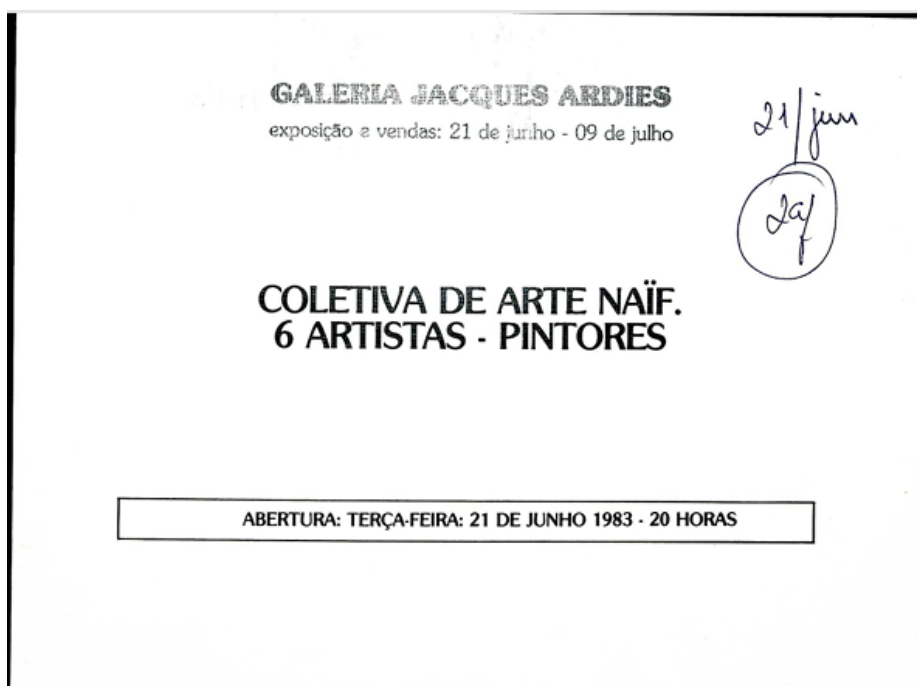 GALERIA JACQUES ARDIES
exposição e vendas: 21 de junho - 09 de julho
21/jun
COLETIVA DE ARTE NAÏF.
6 ARTISTAS - PINTORES
ABERTURA: TERÇA-FEIRA: 21 DE JUNHO 1983 - 20 HORAS